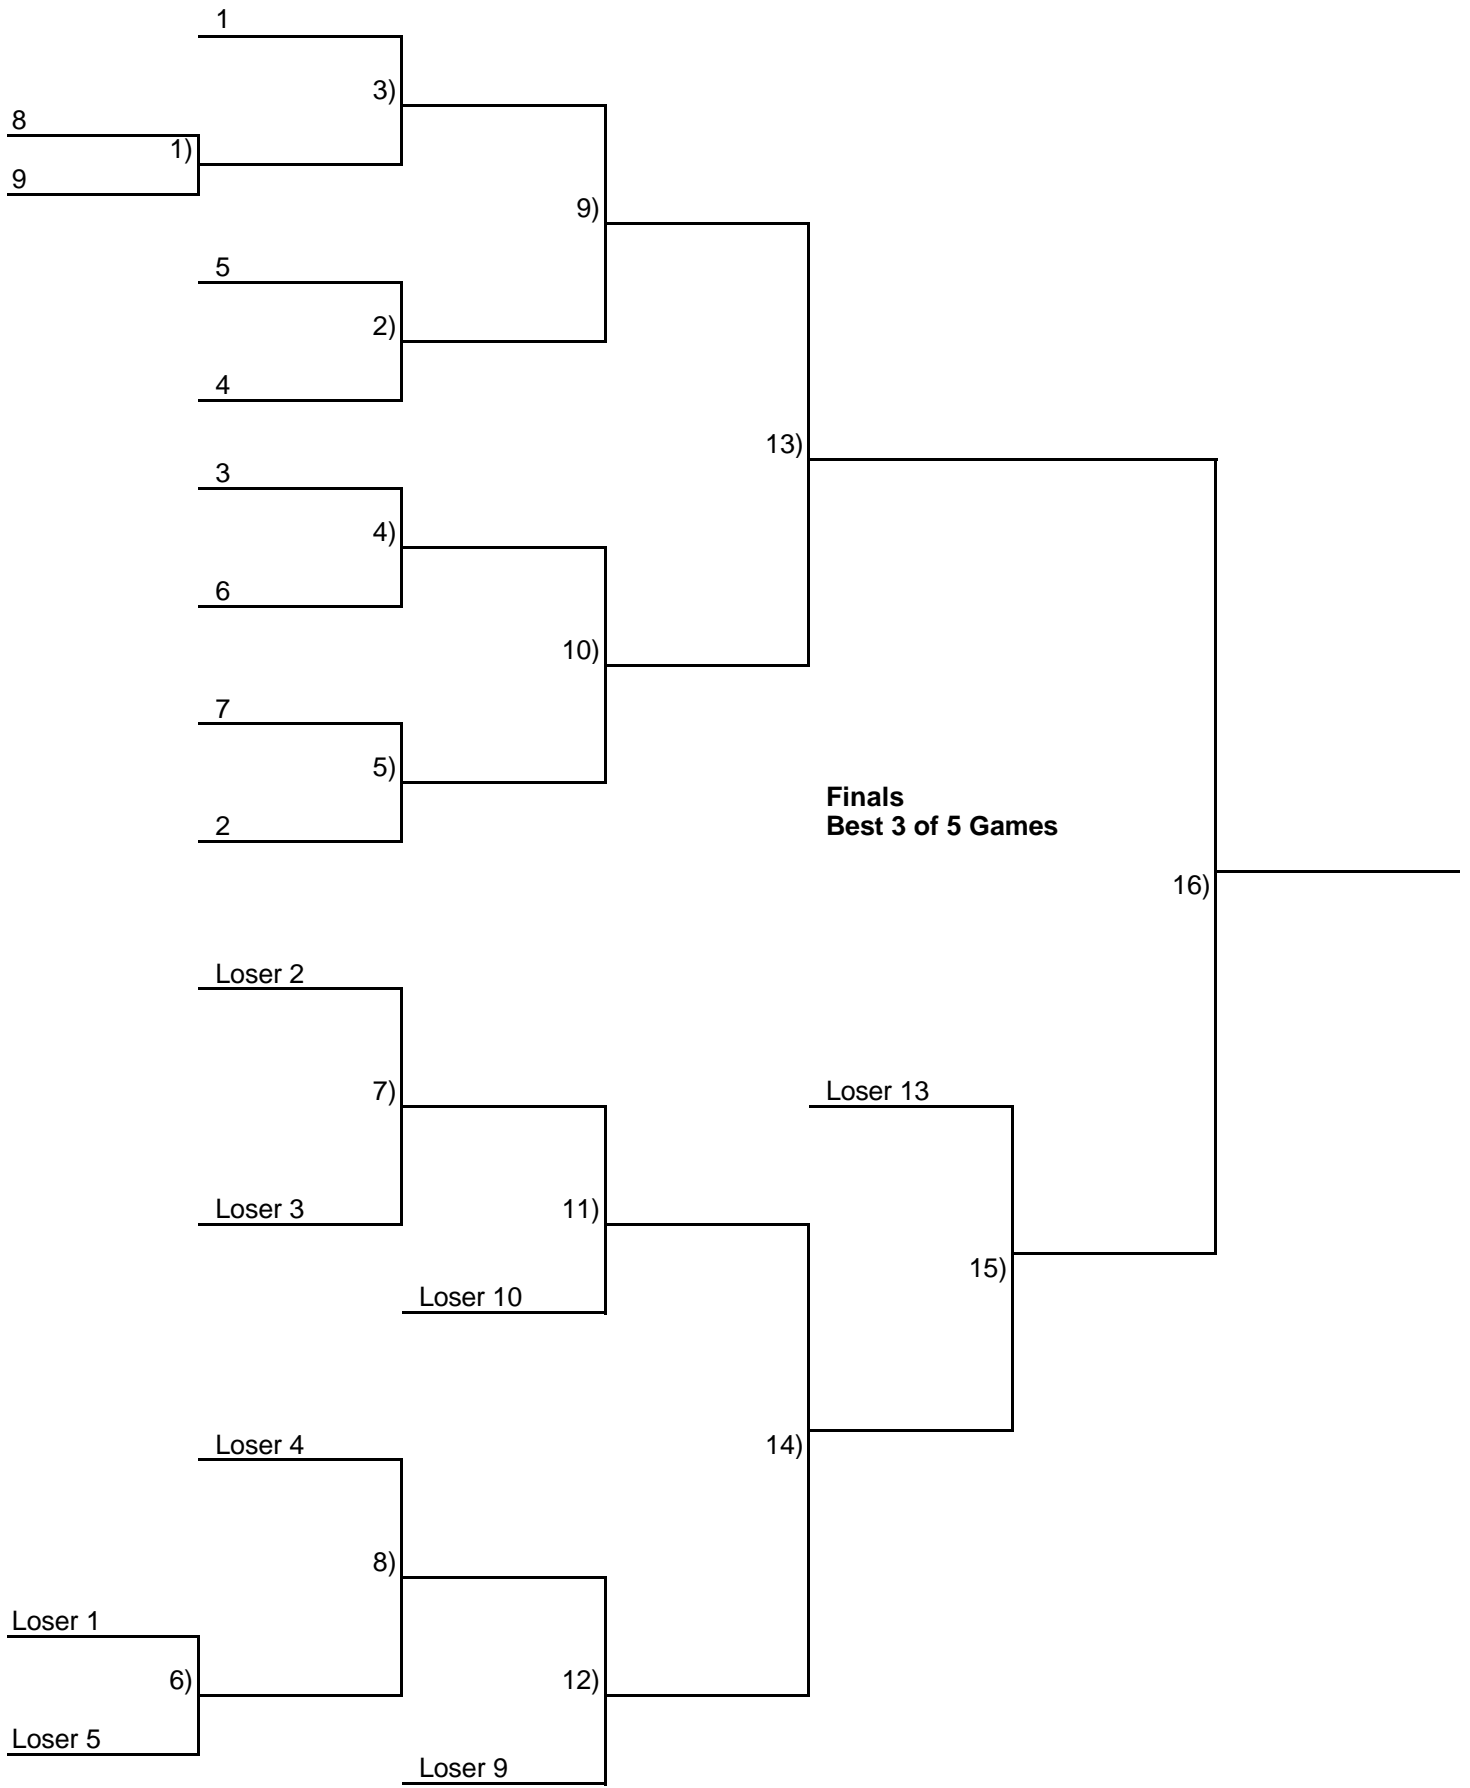 1
3)
8
1)
9
9)
5
2)
4
13)
3
4)
6
10)
7
5)
2
Finals
Best 3 of 5 Games
16)
Loser 2
7)
Loser 13
Loser 3
11)
15)
Loser 10
Loser 4
14)
8)
Loser 1
6)
12)
Loser 5
Loser 9